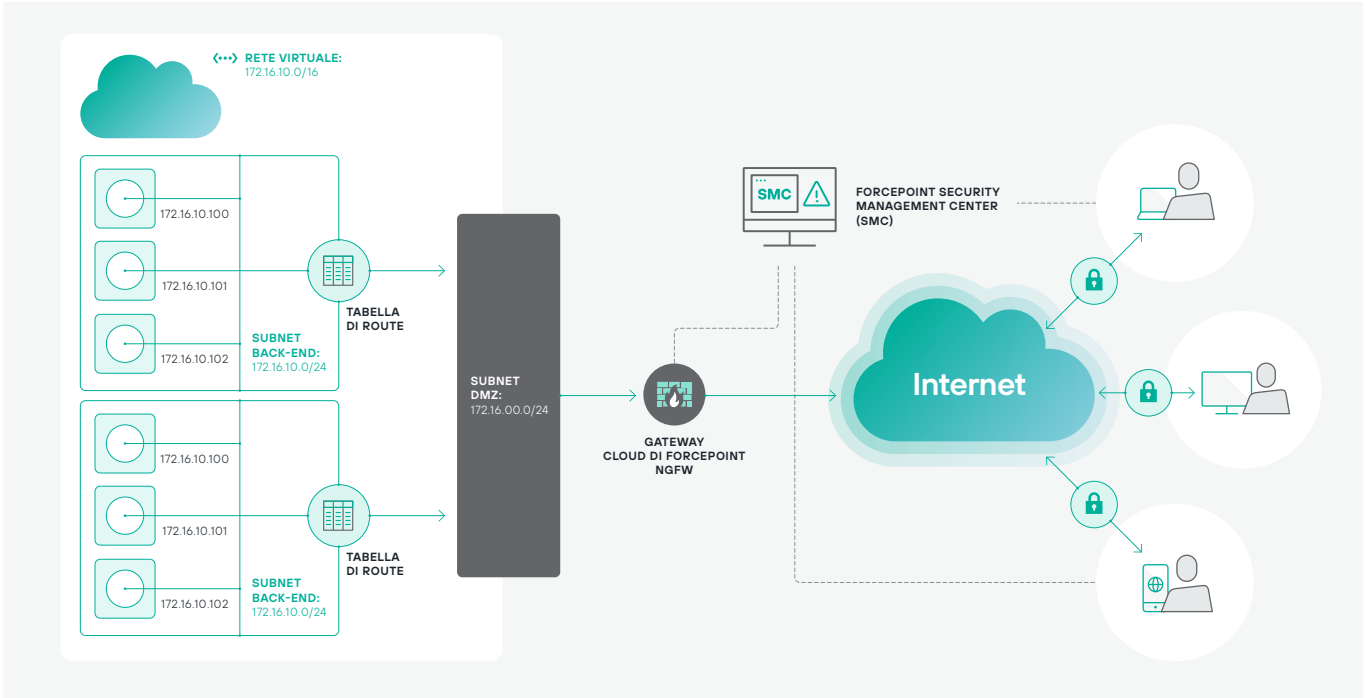 RETE VIRTUALE:
172.16.10.0/16
172.16.10.100
172.16.10.101
172.16.10.102
SUBNET
BACK-END:
172.16.10.0/24
TABELLA
DI ROUTE
172.16.10.100
172.16.10.101
172.16.10.102
SUBNET
BACK-END:
172.16.10.0/24
TABELLA
DI ROUTE
SUBNET
DMZ:
172.16.00.0/24
GATEWAY
CLOUD DI FORCEPOINT
NGFW
SMC
FORCEPOINT SECURITY
MANAGEMENT CENTER
(SMC)
Internet